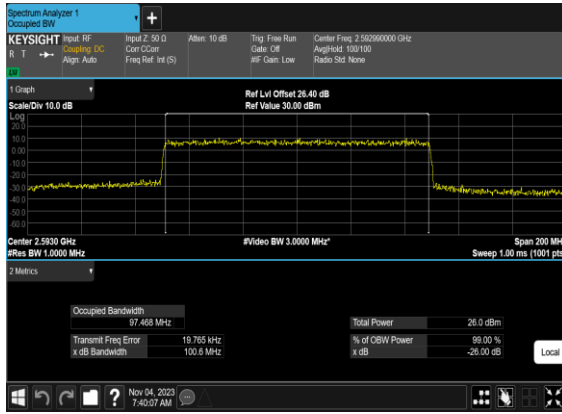 Spectrum Analyzer 1
Occupied BW
+
KEYSIGHT
R T
LXI
Input: RF
Coupling: DC
Align: Auto
Input Z: 50 Ω
Corr CCorr
Freq Ref: Int (S)
Atten: 10 dB
Trig: Free Run
Gate: Off
#IF Gain: Low
Center Freq: 2.592990000 GHz
Avg|Hold: 100/100
Radio Std: None
1 Graph
Scale/Div 10.0 dB
Ref Lvl Offset 26.40 dB
Ref Value 30.00 dBm
Log
20.0
10.0
0.00
-10.0
-20.0
-30.0
-40.0
-50.0
-60.0
Center 2.5930 GHz
#Res BW 1.0000 MHz
#Video BW 3.0000 MHz*
Span 200 MH
Sweep 1.00 ms (1001 pts
2 Metrics
Occupied Bandwidth
97.468 MHz
Transmit Freq Error 19.765 kHz
x dB Bandwidth 100.6 MHz
Total Power 26.0 dBm
% of OBW Power 99.00 %
x dB -26.00 dB
Local
?
Nov 04, 2023
7:40:07 AM